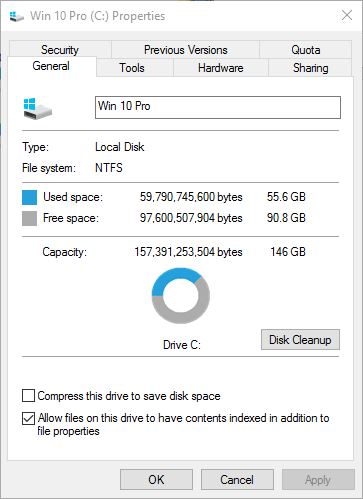 Win 10 Pro (C:) Properties
Security Previous Versions Quota
General Tools Hardware Sharing
Win 10 Pro
Type: Local Disk
File system: NTFS
Used space: 59,790,745,600 bytes 55.6 GB
Free space: 97,600,507,904 bytes 90.8 GB
Capacity: 157,391,253,504 bytes 146 GB
Drive C: Disk Cleanup
Compress this drive to save disk space
Allow files on this drive to have contents indexed in addition to
file properties
OK Cancel Apply